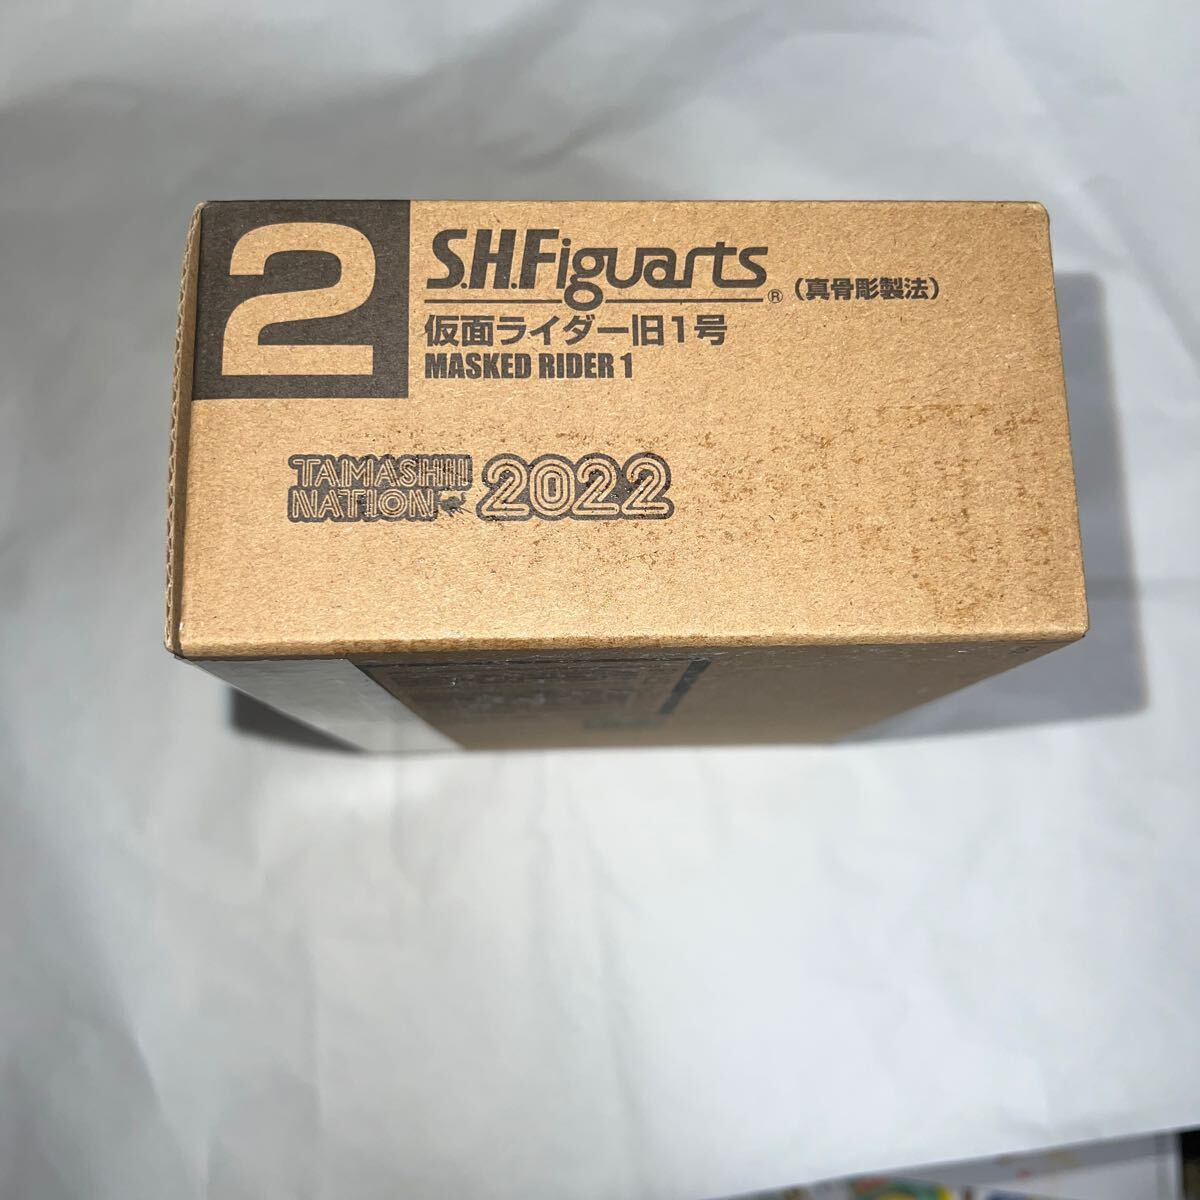 2
S.H.Figuarts® (真骨彫製法)
仮面ライダー旧1号
MASKED RIDER 1
TAMASHII
NATION 2022